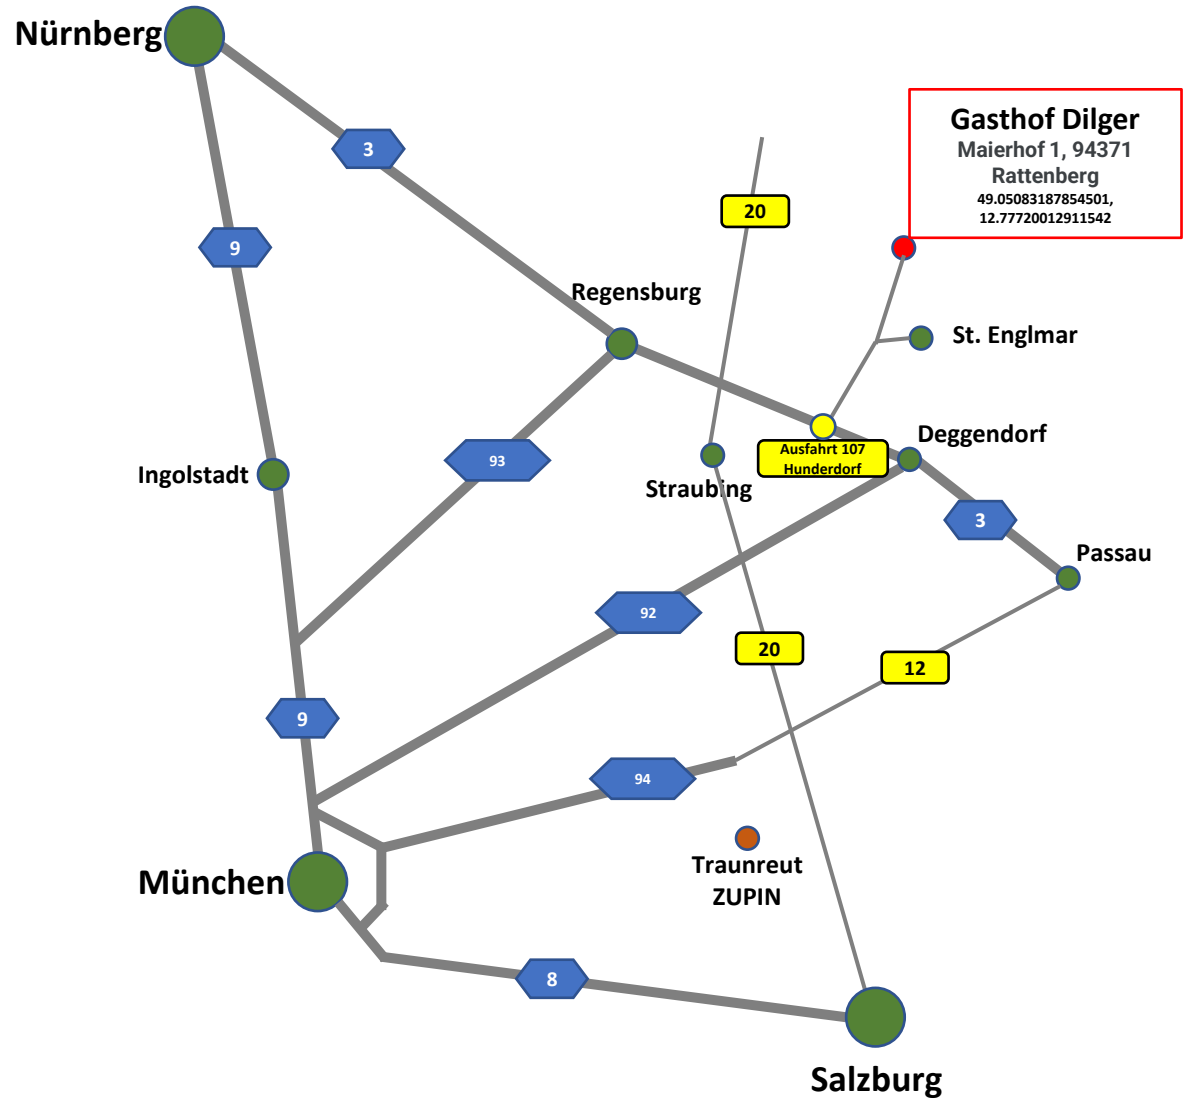 Nürnberg
Gasthof Dilger
Maierhof 1, 94371
Rattenberg
49.05083187854501,
12.77720012911542
3
20
9
Regensburg
St. Englmar
Deggendorf
Ausfahrt 107
Hunderdorf
93
Ingolstadt
Straubing
3
Passau
92
20
12
9
94
Traunreut
ZUPIN
München
8
Salzburg